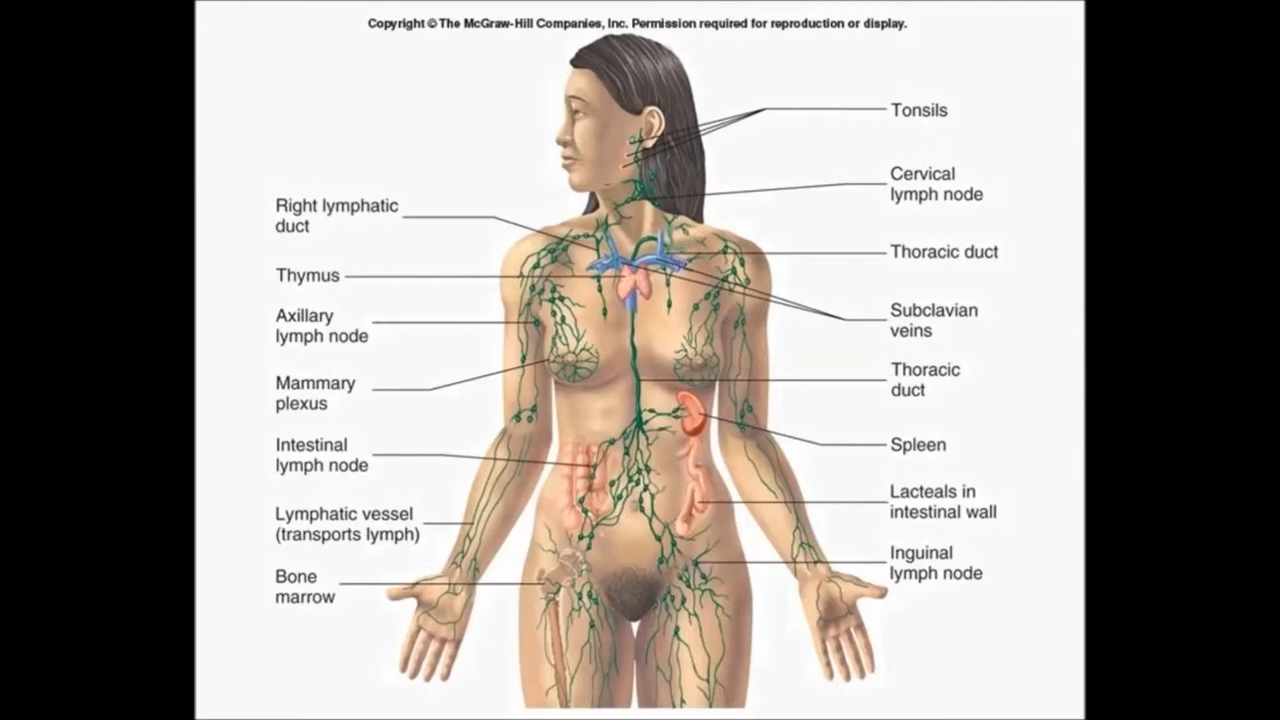 Copyright © The McGraw-Hill Companies, Inc. Permission required for reproduction or display.
Right lymphatic
duct
Thymus
Axillary
lymph node
Mammary
plexus
Intestinal
lymph node
Lymphatic vessel
(transports lymph)
Bone
marrow
Tonsils
Cervical
lymph node
Thoracic duct
Subclavian
veins
Thoracic
duct
Spleen
Lacteals in
intestinal wall
Inguinal
lymph node